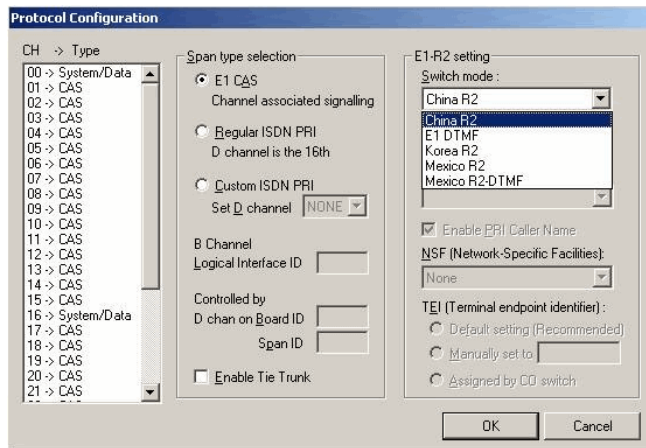 Protocol Configuration
CH -> Type
00 -> System/Data
01 -> CAS
02 -> CAS
03 -> CAS
04 -> CAS
05 -> CAS
06 -> CAS
07 -> CAS
08 -> CAS
09 -> CAS
10 -> CAS
11 -> CAS
12 -> CAS
13 -> CAS
14 -> CAS
15 -> CAS
16 -> System/Data
17 -> CAS
18 -> CAS
19 -> CAS
20 -> CAS
21 -> CAS
Span type selection
E1 CAS
Channel associated signalling
Regular ISDN PRI
D channel is the 16th
Custom ISDN PRI
Set D channel NONE
B Channel
Logical Interface ID
Controlled by
D chan on Board ID
Span ID
Enable Tie Trunk
E1-R2 setting
Switch mode :
China R2
China R2
E1 DTMF
Korea R2
Mexico R2
Mexico R2-DTMF
Enable PRI Caller Name
NSF (Network-Specific Facilities):
None
TEI (Terminal endpoint identifier) :
Default setting (Recommended)
Manually set to
Assigned by CO switch
OK
Cancel